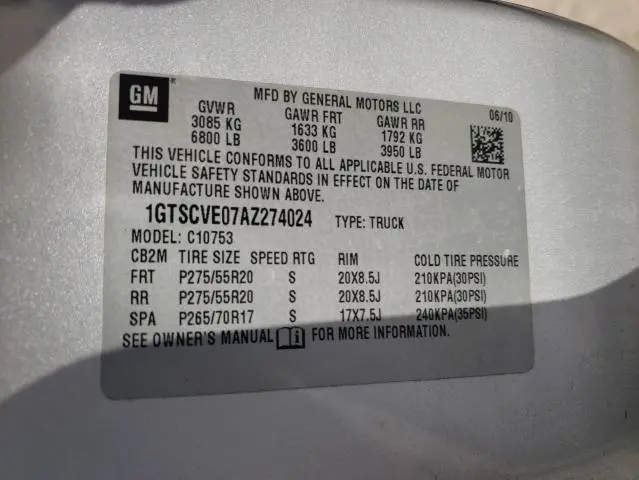 GM ®
MFD BY GENERAL MOTORS LLC
06/10
GVWR GAWR FRT GAWR RR
3085 KG 1633 KG 1792 KG
6800 LB 3600 LB 3950 LB
THIS VEHICLE CONFORMS TO ALL APPLICABLE U.S. FEDERAL MOTOR
VEHICLE SAFETY STANDARDS IN EFFECT ON THE DATE OF
MANUFACTURE SHOWN ABOVE.
1GTSCVE07AZ274024 TYPE: TRUCK
MODEL: C10753
CB2M TIRE SIZE SPEED RTG RIM COLD TIRE PRESSURE
FRT P275/55R20 S 20X8.5J 210KPA(30PSI)
RR P275/55R20 S 20X8.5J 210KPA(30PSI)
SPA P265/70R17 S 17X7.5J 240KPA(35PSI)
SEE OWNER'S MANUAL i FOR MORE INFORMATION.